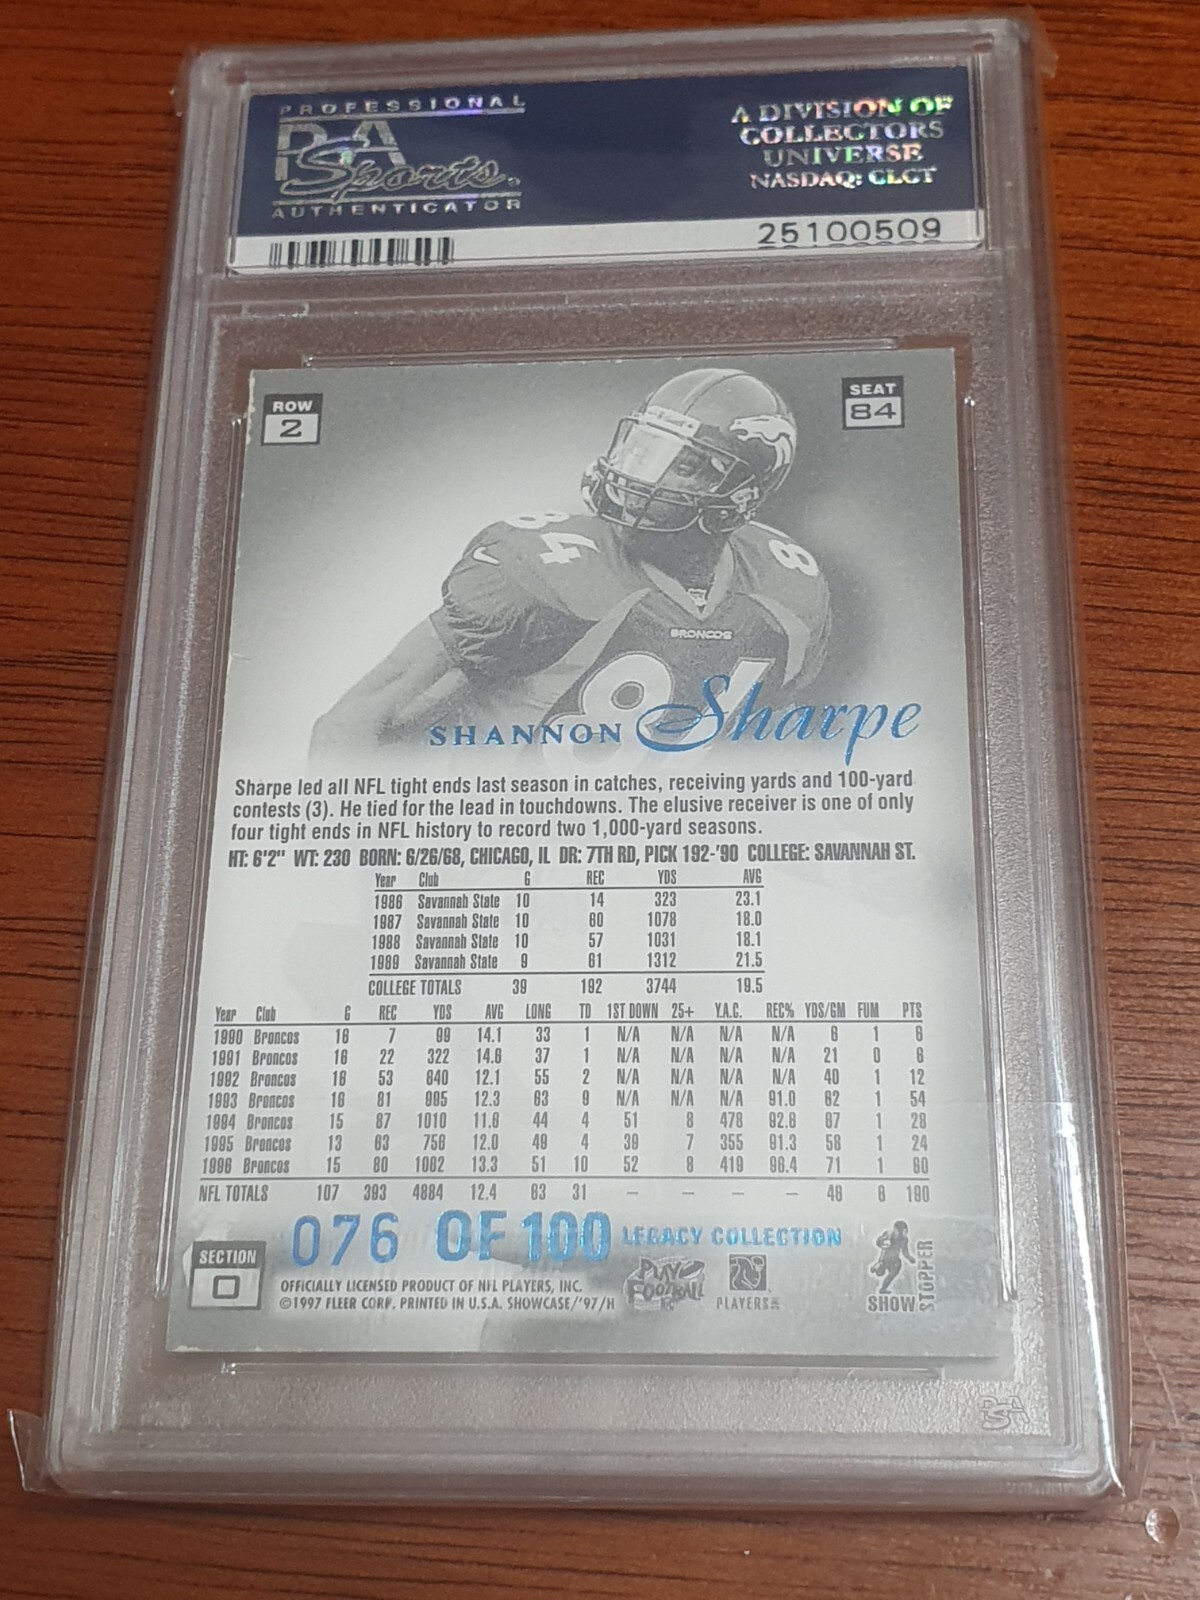 PROFESSIONAL
PSA
Sports®
AUTHENTICATOR
A DIVISION OF
COLLECTORS
UNIVERSE
NASDAQ: CLCT
25100509
ROW
2
SEAT
84
84
8
BRONCOS
84
SHANNON Sharpe
Sharpe led all NFL tight ends last season in catches, receiving yards and 100-yard
contests (3). He tied for the lead in touchdowns. The elusive receiver is one of only
four tight ends in NFL history to record two 1,000-yard seasons.
HT: 6'2" WT: 230 BORN: 6/26/68, CHICAGO, IL DR: 7TH RD, PICK 192-'90 COLLEGE: SAVANNAH ST.
Year Club G REC YDS AVG
1986 Savannah State 10 14 323 23.1
1987 Savannah State 10 60 1078 18.0
1988 Savannah State 10 57 1031 18.1
1989 Savannah State 9 61 1312 21.5
COLLEGE TOTALS 39 192 3744 19.5
Year Club G REC YDS AVG LONG TD 1ST DOWN 25+ Y.A.C. REC% YDS/GM FUM PTS
1990 Broncos 16 7 99 14.1 33 1 N/A N/A N/A N/A 6 1 6
1991 Broncos 16 22 322 14.6 37 1 N/A N/A N/A N/A 21 0 6
1992 Broncos 16 53 640 12.1 55 2 N/A N/A N/A N/A 40 1 12
1993 Broncos 16 81 995 12.3 63 9 N/A N/A N/A 91.0 62 1 54
1994 Broncos 15 87 1010 11.6 44 4 51 8 478 92.6 67 1 28
1995 Broncos 13 63 756 12.0 49 4 39 7 355 91.3 58 1 24
1996 Broncos 15 80 1062 13.3 51 10 52 8 419 96.4 71 1 60
NFL TOTALS 107 393 4884 12.4 63 31 – – – – 46 6 190
076 OF 100 LEGACY COLLECTION
SECTION
0
OFFICIALLY LICENSED PRODUCT OF NFL PLAYERS, INC.
©1997 FLEER CORP. PRINTED IN U.S.A. SHOWCASE/'97/H
PLAY
FOOTBALL
PLAYERS INC
SHOW
STOPPER
PSA